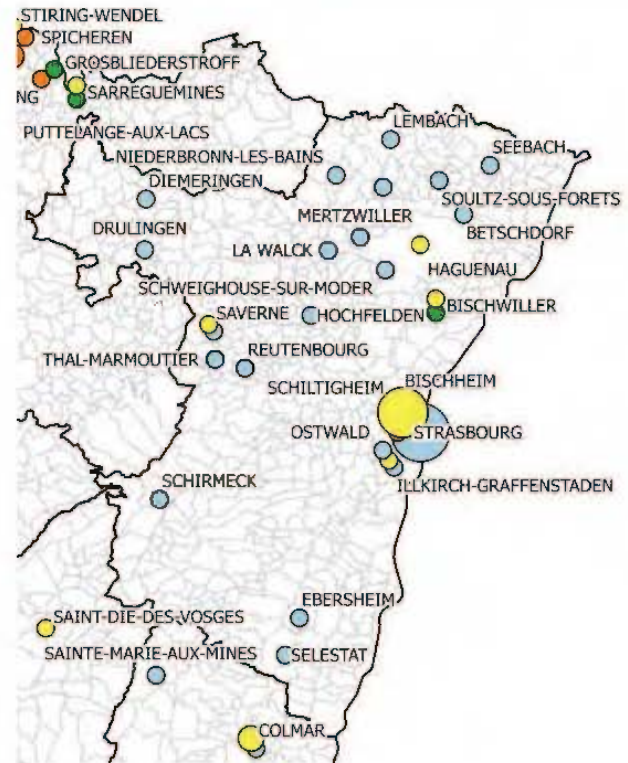 STIRING-WENDEL
SPICHEREN
GROSBLIEDERSTROFF
NG
SARREGUEMINES
PUTTELANGE-AUX-LACS
LEMBACH
SEEBACH
NIEDERBRONN-LES-BAINS
DIEMERINGEN
SOULTZ-SOUS-FORETS
MERTZWILLER
DRULINGEN
BETSCHDORF
LA WALCK
HAGUENAU
SCHWEIGHOUSE-SUR-MODER
SAVERNE
HOCHFELDEN
BISCHWILLER
THAL-MARMOUTIER
REUTENBOURG
SCHILTIGHEIM
BISCHHEIM
OSTWALD
STRASBOURG
SCHIRMECK
ILLKIRCH-GRAFFENSTADEN
EBERSHEIM
SAINT-DIE-DES-VOSGES
SAINTE-MARIE-AUX-MINES
SELESTAT
COLMAR